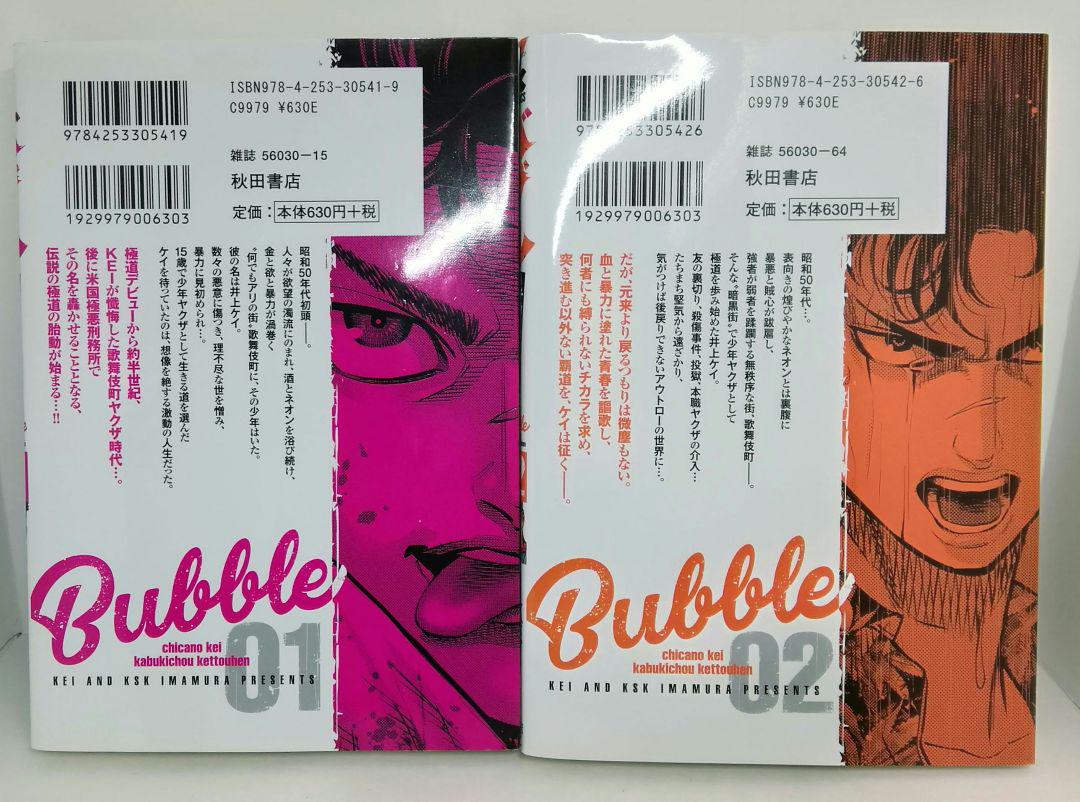 ISBN978-4-253-30541-9
C9979 ¥630E
9784253305419
雑誌 56030-15
秋田書店
1929979006303
定価:本体630円+税
昭和50年代初頭――。
人々が欲望の濁流にのまれ、酒とネオンを浴び続け、
金と欲と暴力が渦巻く
“何でもアリの街”歌舞伎町に、その少年はいた。
彼の名は井上ケイ。
数々の悪意に傷つき、理不尽な世を憎み、
暴力に見初められ…。
15歳で少年ヤクザとして生きる道を選んだ
ケイを待っていたのは、想像を絶する激動の人生だった。
極道デビューから約半世紀、
KEIが懺悔した歌舞伎町ヤクザ時代…。
後に米国極悪刑務所で
その名を轟かせることとなる、
伝説の極道の胎動が始まる…!!
Bubble
chicano kei
kabukichou kettouhen
01
KEI AND KSK IMAMURA PRESENTS
ISBN978-4-253-30542-6
C9979 ¥630E
9784253305426
雑誌 56030-64
秋田書店
1929979006303
定価:本体630円+税
昭和50年代…。
表向きの煌びやかなネオンとは裏腹に
暴悪と賊心が跋扈し、
強者が弱者を蹂躙する無秩序な街、歌舞伎町――。
そんな“暗黒街”で少年ヤクザとして
極道を歩み始めた井上ケイ。
友の裏切り、殺傷事件、投獄、本職ヤクザの介入…
たちまち堅気から遠ざかり、
気がつけば後戻りできないアウトローの世界に…。
だが、元来より戻るつもりは微塵もない。
血と暴力に塗れた青春を謳歌し、
何者にも縛られないチカラを求め、
突き進む以外ない覇道を、ケイは征く――。
Bubble
chicano kei
kabukichou kettouhen
02
KEI AND KSK IMAMURA PRESENTS